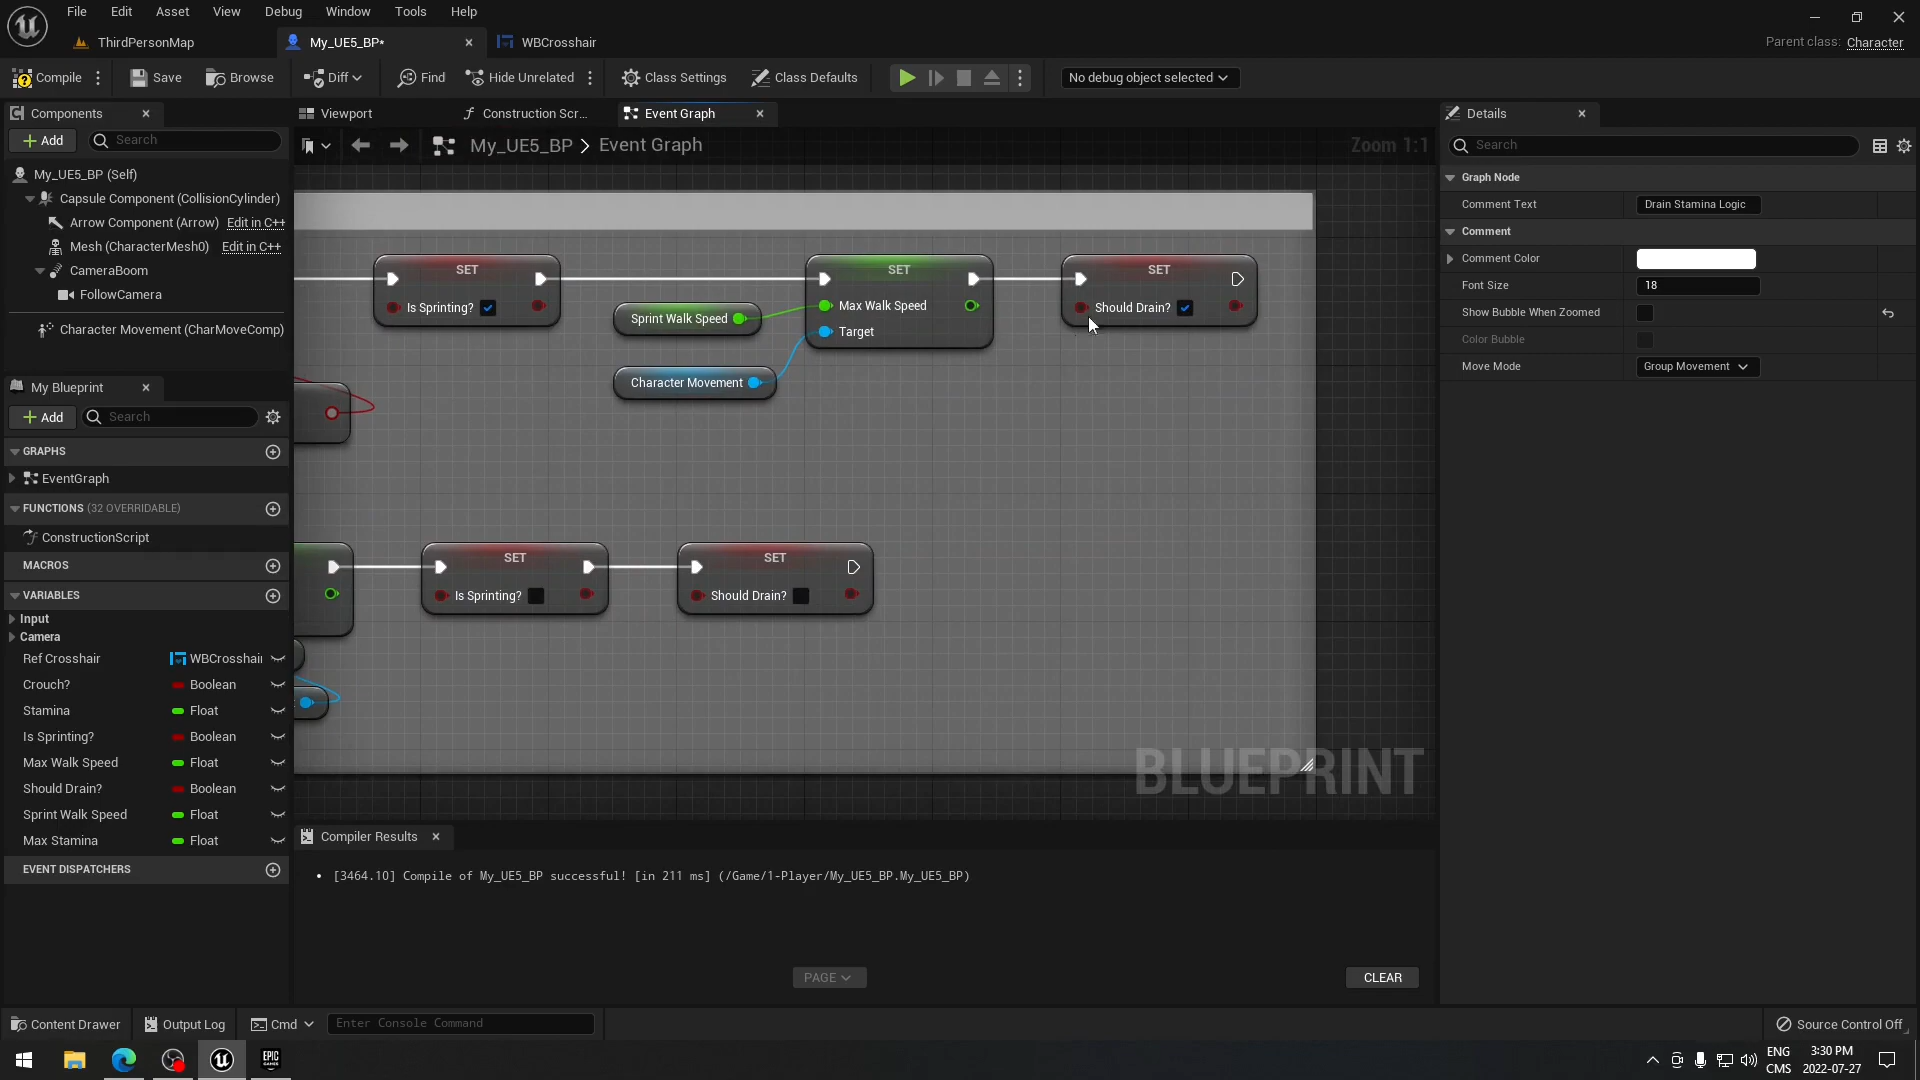 File Edit Asset View Debug Window Tools Help
ThirdPersonMap My_UE5_BP* WBCrosshair
Parent class: Character
Compile Save Browse Diff Find Hide Unrelated Class Settings Class Defaults No debug object selected
Components
Viewport Construction Scr... Event Graph
Details
Add Search
My_UE5_BP > Event Graph Zoom 1:1
Search
My_UE5_BP (Self)
Capsule Component (CollisionCylinder)
Arrow Component (Arrow) Edit in C++
Mesh (CharacterMesh0) Edit in C++
CameraBoom
FollowCamera
Character Movement (CharMoveComp)
Graph Node
Comment Text Drain Stamina Logic
Comment
Comment Color
Font Size 18
Show Bubble When Zoomed
Color Bubble
Move Mode Group Movement
SET
Is Sprinting?
Sprint Walk Speed
Character Movement
SET
Max Walk Speed
Target
SET
Should Drain?
SET
Is Sprinting?
SET
Should Drain?
BLUEPRINT
My Blueprint
Add Search
GRAPHS
EventGraph
FUNCTIONS (32 OVERRIDABLE)
ConstructionScript
MACROS
VARIABLES
Input
Camera
Ref Crosshair WBCrosshair
Crouch? Boolean
Stamina Float
Is Sprinting? Boolean
Max Walk Speed Float
Should Drain? Boolean
Sprint Walk Speed Float
Max Stamina Float
EVENT DISPATCHERS
Compiler Results
[3464.10] Compile of My_UE5_BP successful! [in 211 ms] (/Game/1-Player/My_UE5_BP.My_UE5_BP)
PAGE CLEAR
Content Drawer Output Log Cmd Enter Console Command Source Control Off
EPIC GAMES
ENG
CMS
3:30 PM
2022-07-27